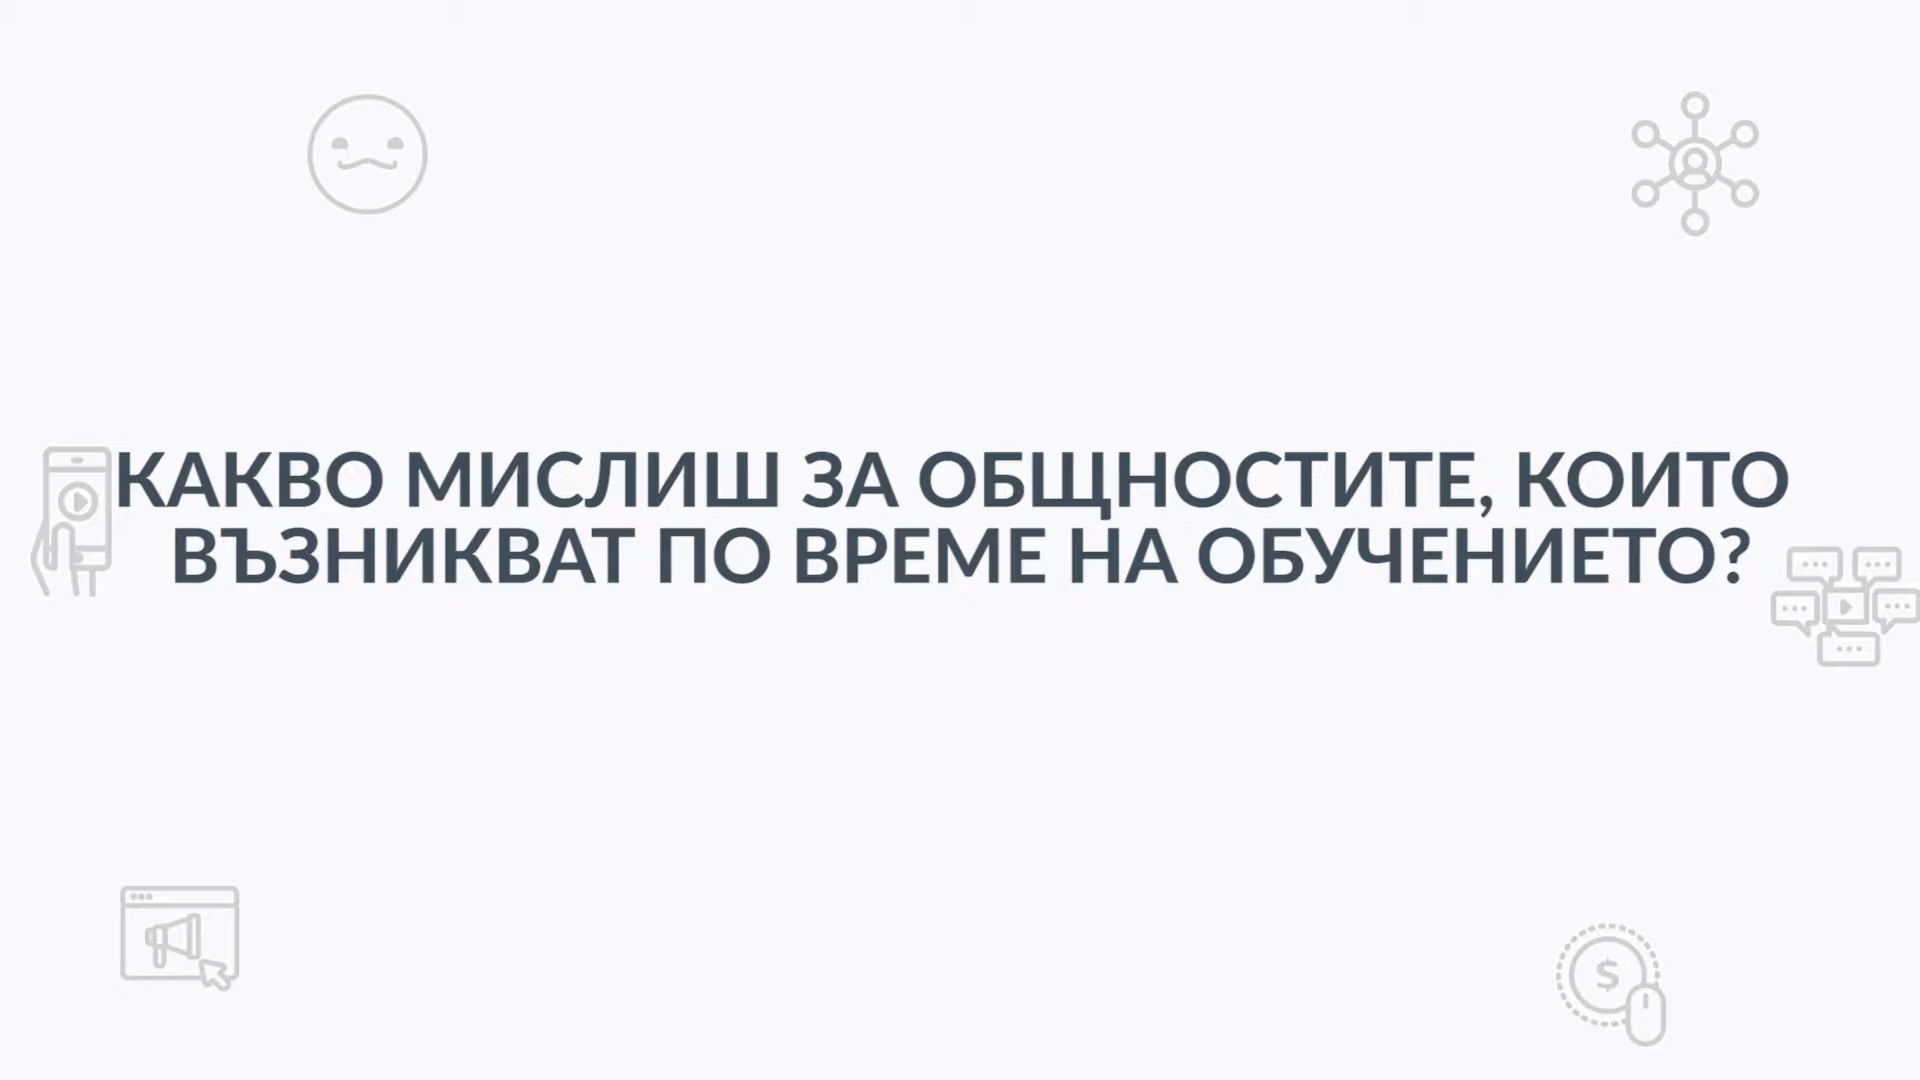 КАКВО МИСЛИШ ЗА ОБЩНОСТИТЕ, КОИТО
ВЪЗНИКВАТ ПО ВРЕМЕ НА ОБУЧЕНИЕТО?
$